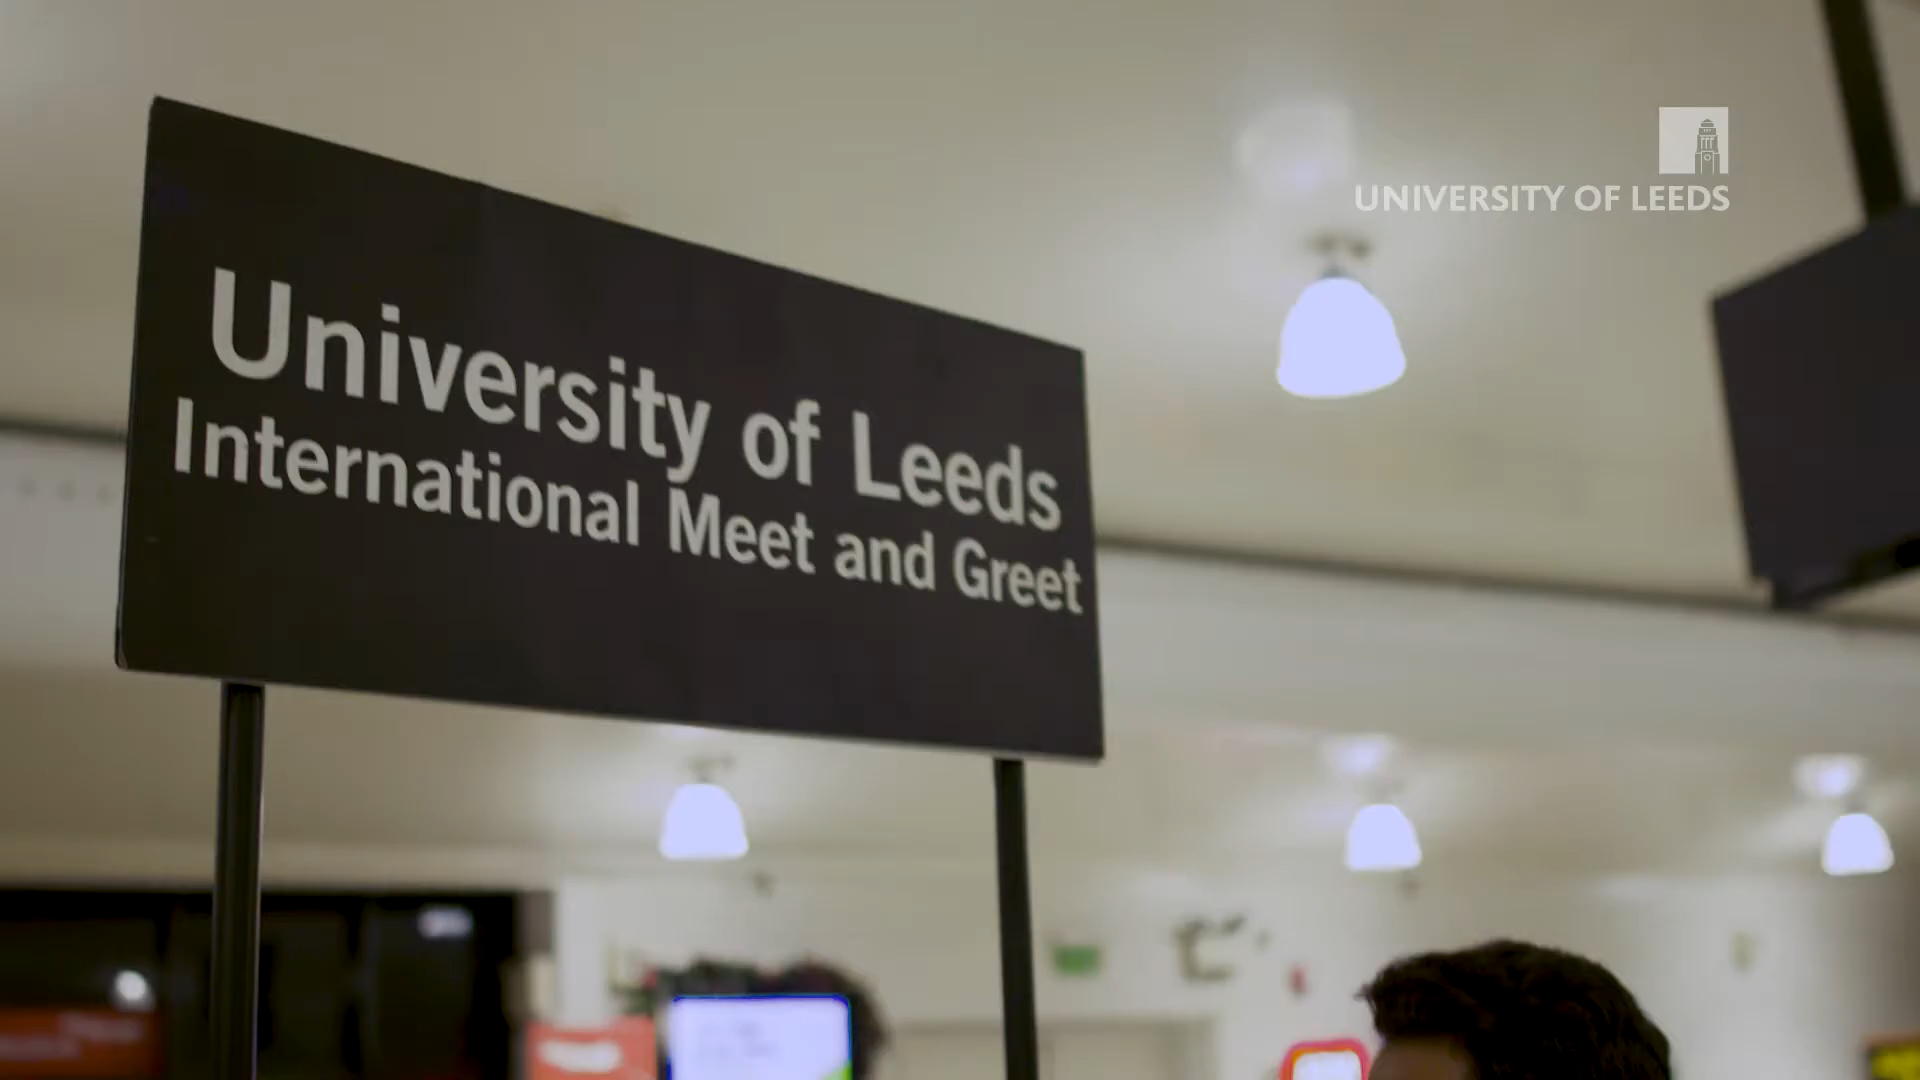 UNIVERSITY OF LEEDS
University of Leeds
International Meet and Greet